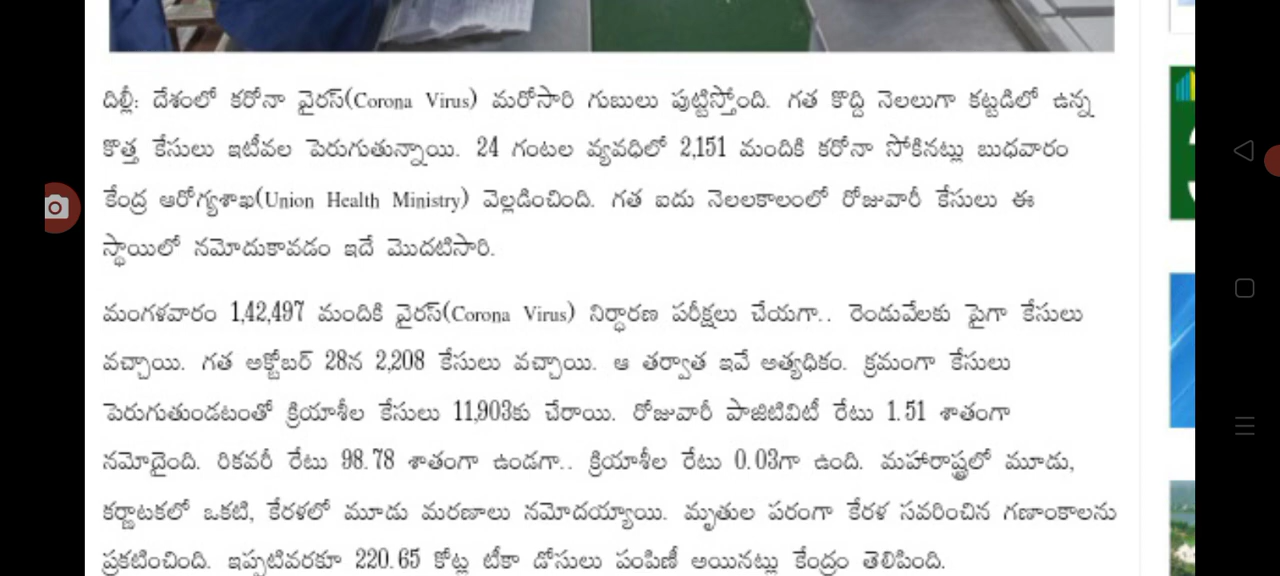 దిల్లీ: దేశంలో కరోనా వైరస్(Corona Virus) మరోసారి గుబులు పుట్టిస్తోంది. గత కొద్ది నెలలుగా కట్టడిలో ఉన్న
కొత్త కేసులు ఇటీవల పెరుగుతున్నాయి. 24 గంటల వ్యవధిలో 2,151 మందికి కరోనా సోకినట్లు బుధవారం
కేంద్ర ఆరోగ్యశాఖ(Union Health Ministry) వెల్లడించింది. గత ఐదు నెలలకాలంలో రోజువారీ కేసులు ఈ
స్థాయిలో నమోదుకావడం ఇదే మొదటిసారి.
మంగళవారం 1,42,497 మందికి వైరస్(Corona Virus) నిర్ధారణ పరీక్షలు చేయగా.. రెండువేలకు పైగా కేసులు
వచ్చాయి. గత అక్టోబర్ 28న 2,208 కేసులు వచ్చాయి. ఆ తర్వాత ఇవే అత్యధికం. క్రమంగా కేసులు
పెరుగుతుండటంతో క్రియాశీల కేసులు 11,903కు చేరాయి. రోజువారీ పాజిటివిటీ రేటు 1.51 శాతంగా
నమోదైంది. రికవరీ రేటు 98.78 శాతంగా ఉండగా.. క్రియాశీల రేటు 0.03గా ఉంది. మహారాష్ట్రలో మూడు,
కర్ణాటకలో ఒకటి, కేరళలో మూడు మరణాలు నమోదయ్యాయి. మృతుల పరంగా కేరళ సవరించిన గణాంకాలను
ప్రకటించింది. ఇప్పటివరకూ 220.65 కోట్ల టీకా డోసులు పంపిణీ అయినట్లు కేంద్రం తెలిపింది.